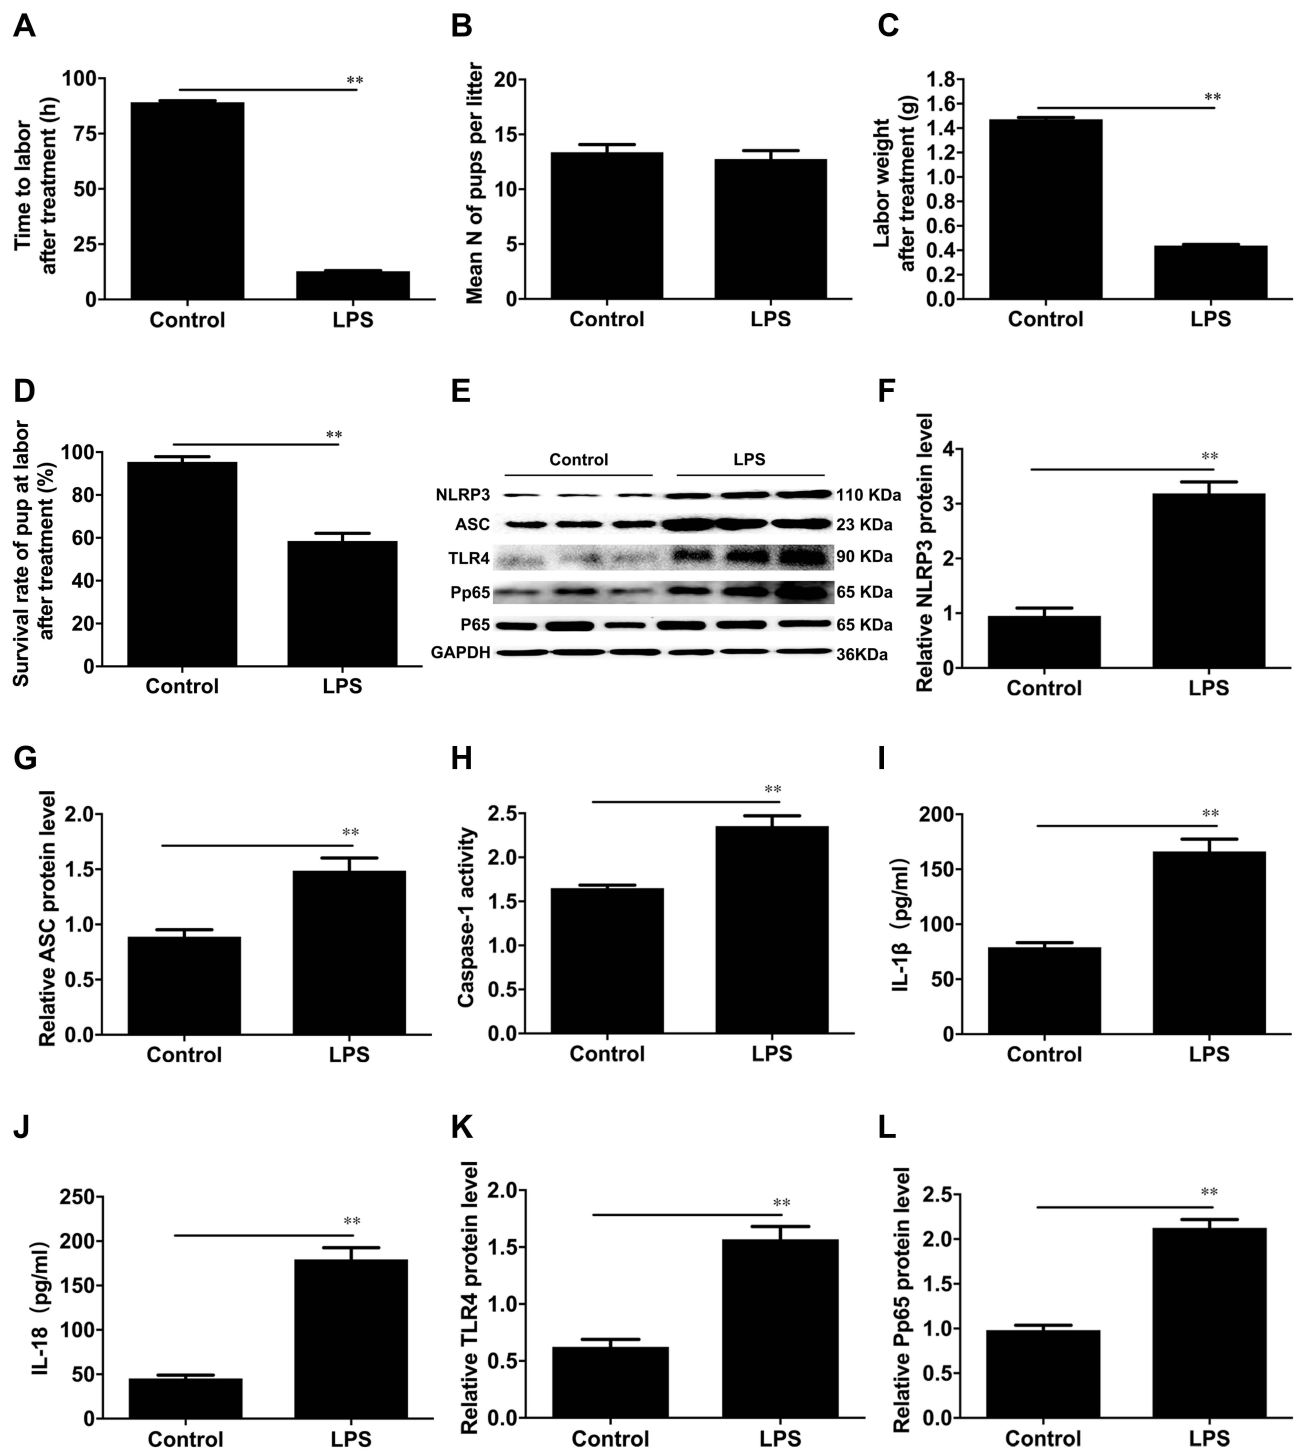 A
Time to labor
after treatment (h)
100
75
50
25
0
**
Control
LPS
B
Mean N of pups per litter
20
15
10
5
0
Control
LPS
C
Labor weight
after treatment (g)
1.8
1.6
1.4
1.2
1.0
0.8
0.6
0.4
0.2
0.0
**
Control
LPS
D
Survival rate of pup at labor
after treatment (%)
100
80
60
40
20
0
**
Control
LPS
E
Control LPS
NLRP3 110 KDa
ASC 23 KDa
TLR4 90 KDa
Pp65 65 KDa
P65 65 KDa
GAPDH 36KDa
F
Relative NLRP3 protein level
4
3
2
1
0
**
Control
LPS
G
Relative ASC protein level
2.0
1.5
1.0
0.5
0.0
**
Control
LPS
H
Caspase-1 activity
2.5
2.0
1.5
1.0
0.5
0.0
**
Control
LPS
I
IL-1β（pg/ml）
200
150
100
50
0
**
Control
LPS
J
IL-18（pg/ml）
250
200
150
100
50
0
**
Control
LPS
K
Relative TLR4 protein level
2.0
1.5
1.0
0.5
0.0
**
Control
LPS
L
Relative Pp65 protein level
2.5
2.0
1.5
1.0
0.5
0.0
**
Control
LPS